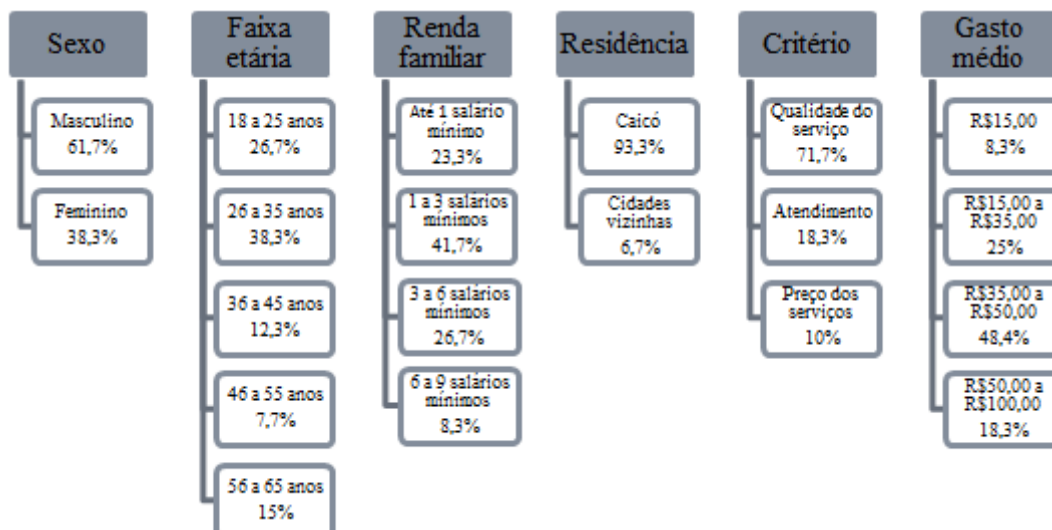 Sexo
Masculino
61,7%
Feminino
38,3%
Faixa
etária
18 a 25 anos
26,7%
26 a 35 anos
38,3%
36 a 45 anos
12,3%
46 a 55 anos
7,7%
56 a 65 anos
15%
Renda
familiar
Até 1 salário
mínimo
23,3%
1 a 3 salários
mínimos
41,7%
3 a 6 salários
mínimos
26,7%
6 a 9 salários
mínimos
8,3%
Residência
Caicó
93,3%
Cidades
vizinhas
6,7%
Critério
Qualidade do
serviço
71,7%
Atendimento
18,3%
Preço dos
serviços
10%
Gasto
médio
R$15,00
8,3%
R$15,00 a
R$35,00
25%
R$35,00 a
R$50,00
48,4%
R$50,00 a
R$100,00
18,3%